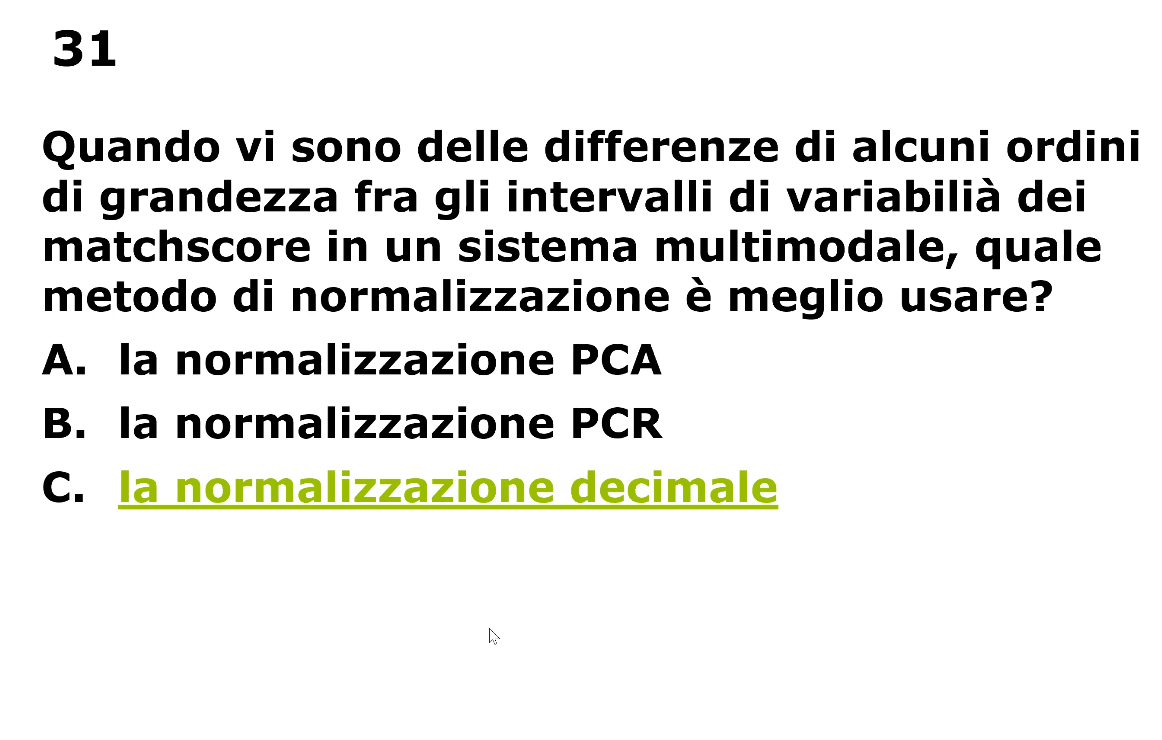 31
Quando vi sono delle differenze di alcuni ordini
di grandezza fra gli intervalli di variabilià dei
matchscore in un sistema multimodale, quale
metodo di normalizzazione è meglio usare?
A. la normalizzazione PCA
B. la normalizzazione PCR
C. la normalizzazione decimale